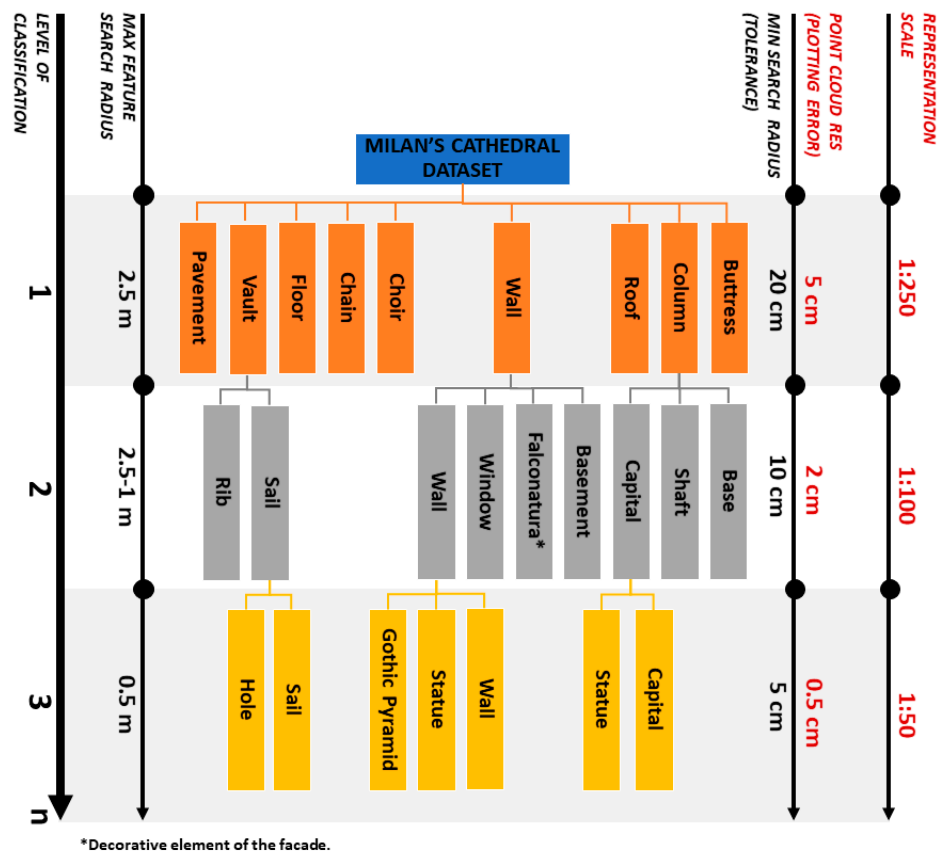 LEVEL OF
CLASSIFICATION
MAX FEATURE
SEARCH RADIUS
MIN SEARCH RADIUS
(TOLERANCE)
POINT CLOUD RES
(PLOTTING ERROR)
REPRESENTATION
SCALE
MILAN'S CATHEDRAL
DATASET
1
2.5 m
Pavement
Vault
Floor
Chain
Choir
Wall
Roof
Column
Buttress
20 cm
5 cm
1:250
2
2.5-1 m
Rib
Sail
Wall
Window
Falconatura*
Basement
Capital
Shaft
Base
10 cm
2 cm
1:100
3
0.5 m
Hole
Sail
Gothic Pyramid
Statue
Wall
Statue
Capital
5 cm
0.5 cm
1:50
n
*Decorative element of the facade.